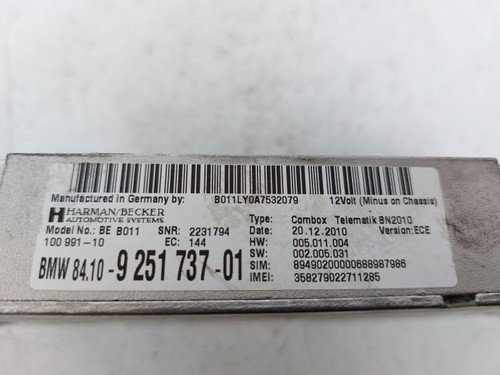 Manufactured in Germany by: B011LY0A7532079 12Volt (Minus on Chassis)
HARMAN/BECKER
AUTOMOTIVE SYSTEMS
Type: Combox Telematik BN2010
Model No.: BE B011 SNR: 2231794 Date: 20.12.2010 Version: ECE
100 991-10 EC: 144 HW: 005.011.004
SW: 002.005.031
BMW 84.10-9 251 737-01 SIM: 89490200000688987986
IMEI: 358279022711285